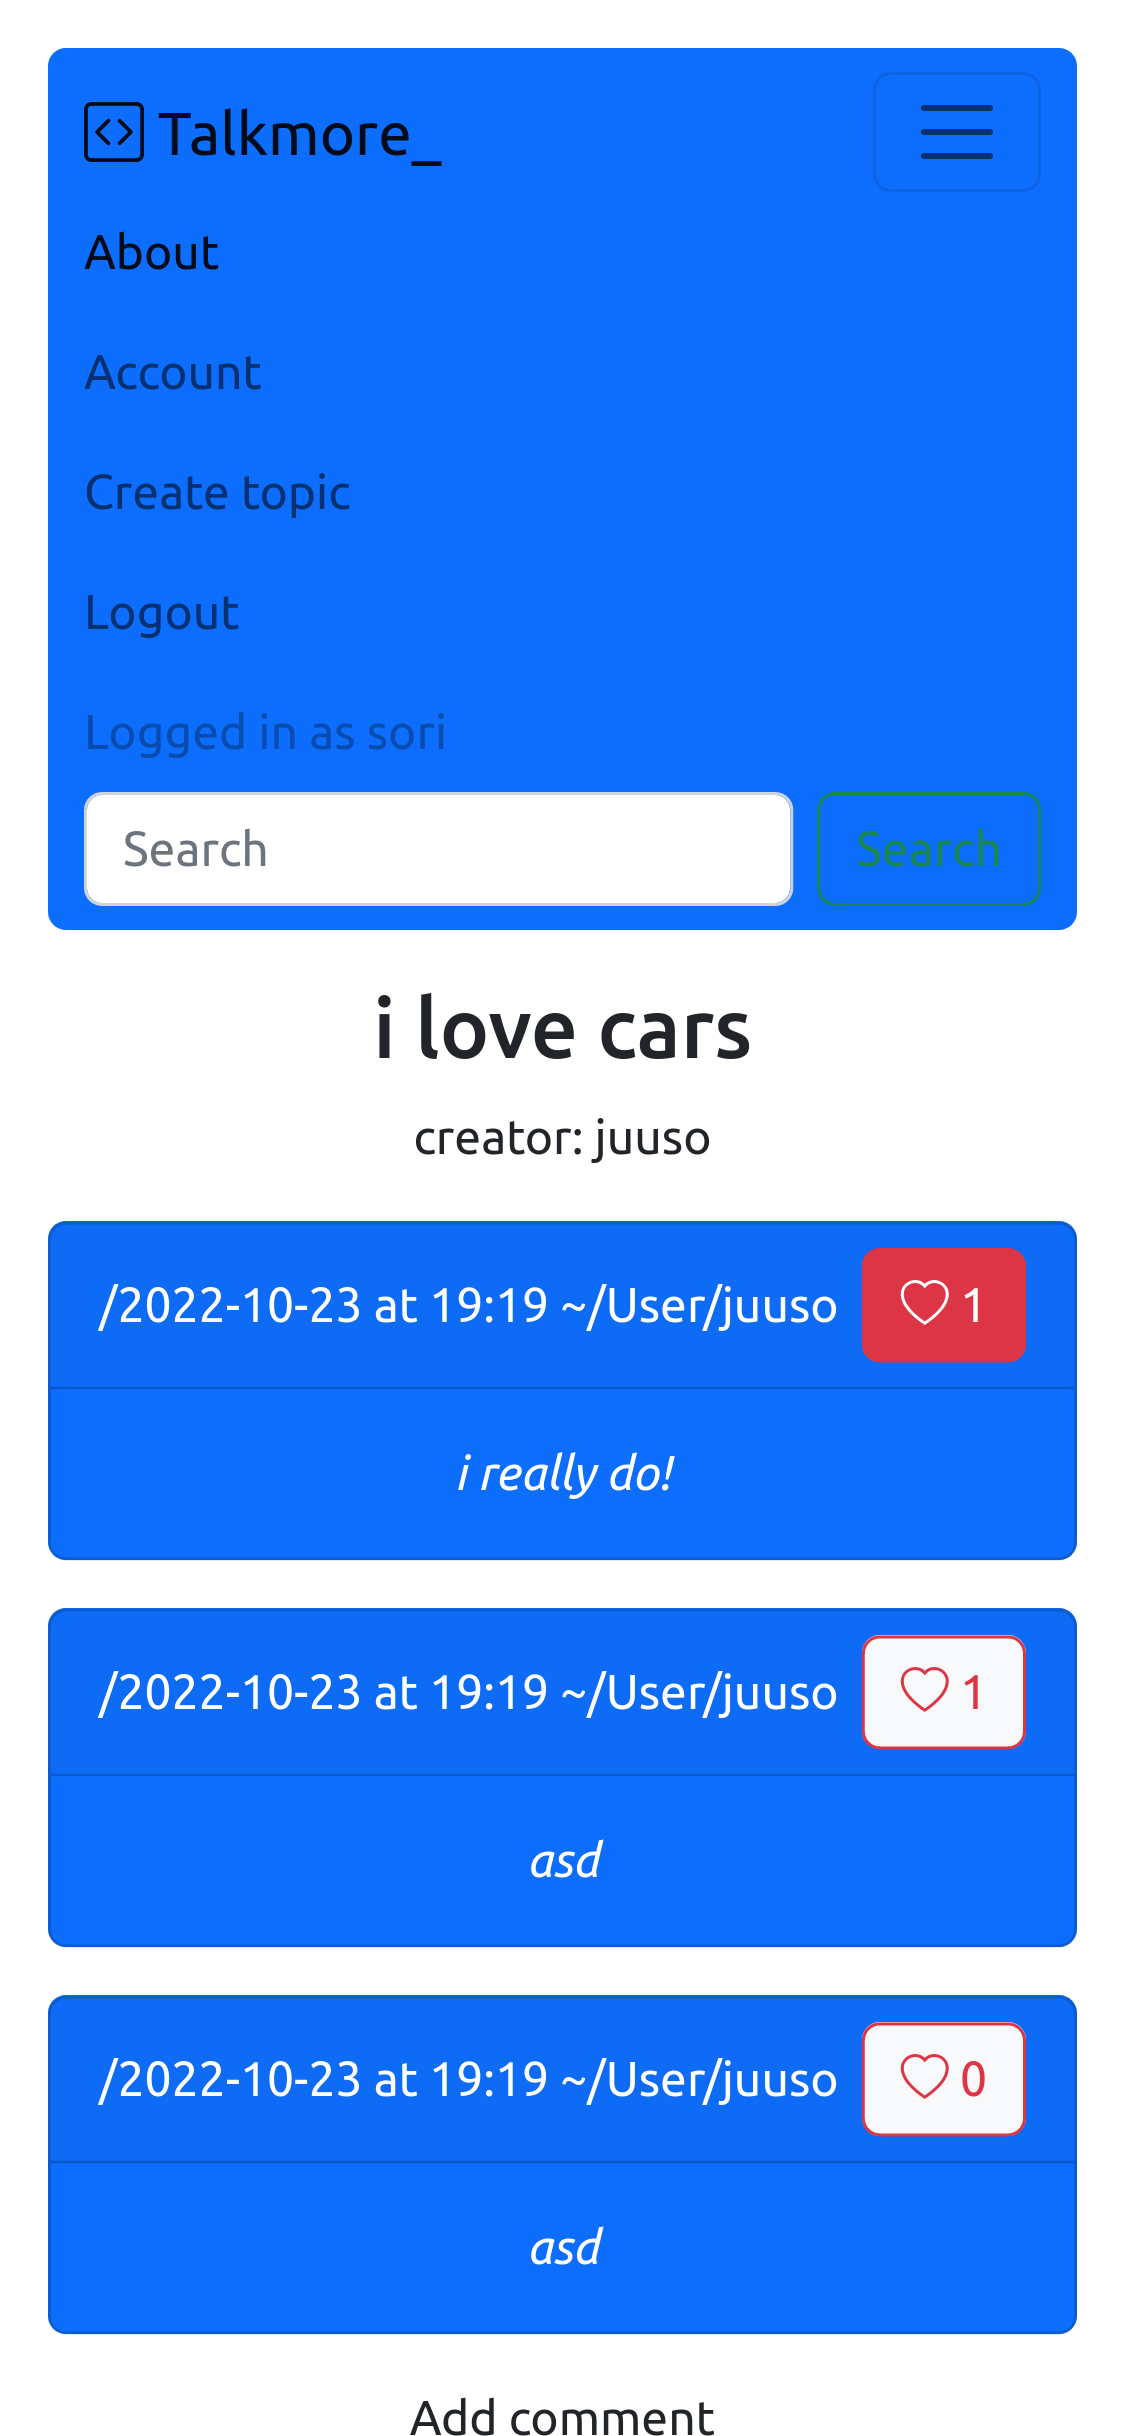 Talkmore_
About
Account
Create topic
Logout
Logged in as sori
Search Search
i love cars
creator: juuso
/2022-10-23 at 19:19 ~/User/juuso 1
i really do!
/2022-10-23 at 19:19 ~/User/juuso 1
asd
/2022-10-23 at 19:19 ~/User/juuso 0
asd
Add comment